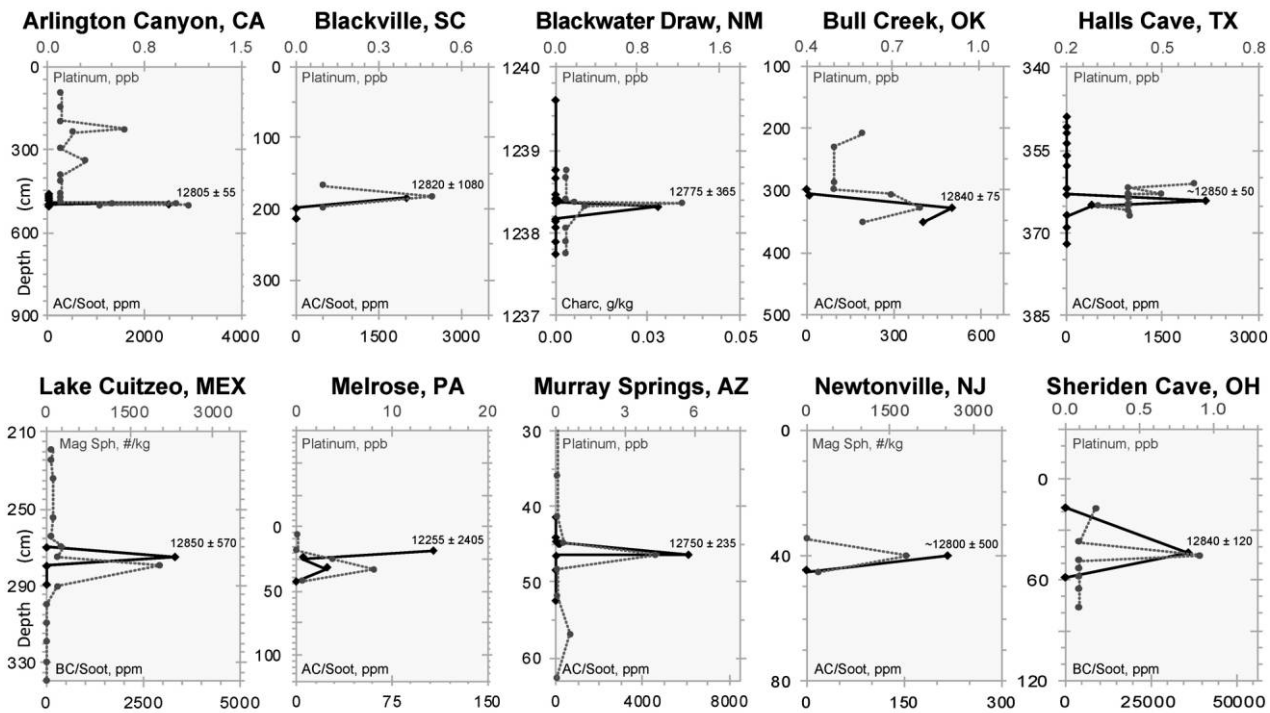 Arlington Canyon, CA
0.0 0.8 1.5
0
300
600
900
Depth (cm)
Platinum, ppb
12805 ± 55
AC/Soot, ppm
0 2000 4000
Blackville, SC
0.0 0.3 0.6
0
100
200
300
Platinum, ppb
12820 ± 1080
AC/Soot, ppm
0 1500 3000
Blackwater Draw, NM
0.0 0.8 1.6
1240
1239
1238
1237
Platinum, ppb
12775 ± 365
Charc, g/kg
0.00 0.03 0.05
Bull Creek, OK
0.4 0.7 1.0
100
200
300
400
500
Platinum, ppb
12840 ± 75
AC/Soot, ppm
0 300 600
Halls Cave, TX
0.2 0.5 0.8
340
355
370
385
Platinum, ppb
~12850 ± 50
AC/Soot, ppm
0 1500 3000
Lake Cuitzeo, MEX
0 1500 3000
210
250
290
330
Depth (cm)
Mag Sph, #/kg
12850 ± 570
BC/Soot, ppm
0 2500 5000
Melrose, PA
0 10 20
0
50
100
Platinum, ppb
12255 ± 2405
AC/Soot, ppm
0 75 150
Murray Springs, AZ
0 3 6
30
40
50
60
Platinum, ppb
12750 ± 235
AC/Soot, ppm
0 4000 8000
Newtonville, NJ
0 1500 3000
0
40
80
Mag Sph, #/kg
~12800 ± 500
AC/Soot, ppm
0 150 300
Sheriden Cave, OH
0.0 0.5 1.0
0
60
120
Platinum, ppb
12840 ± 120
BC/Soot, ppm
0 25000 50000